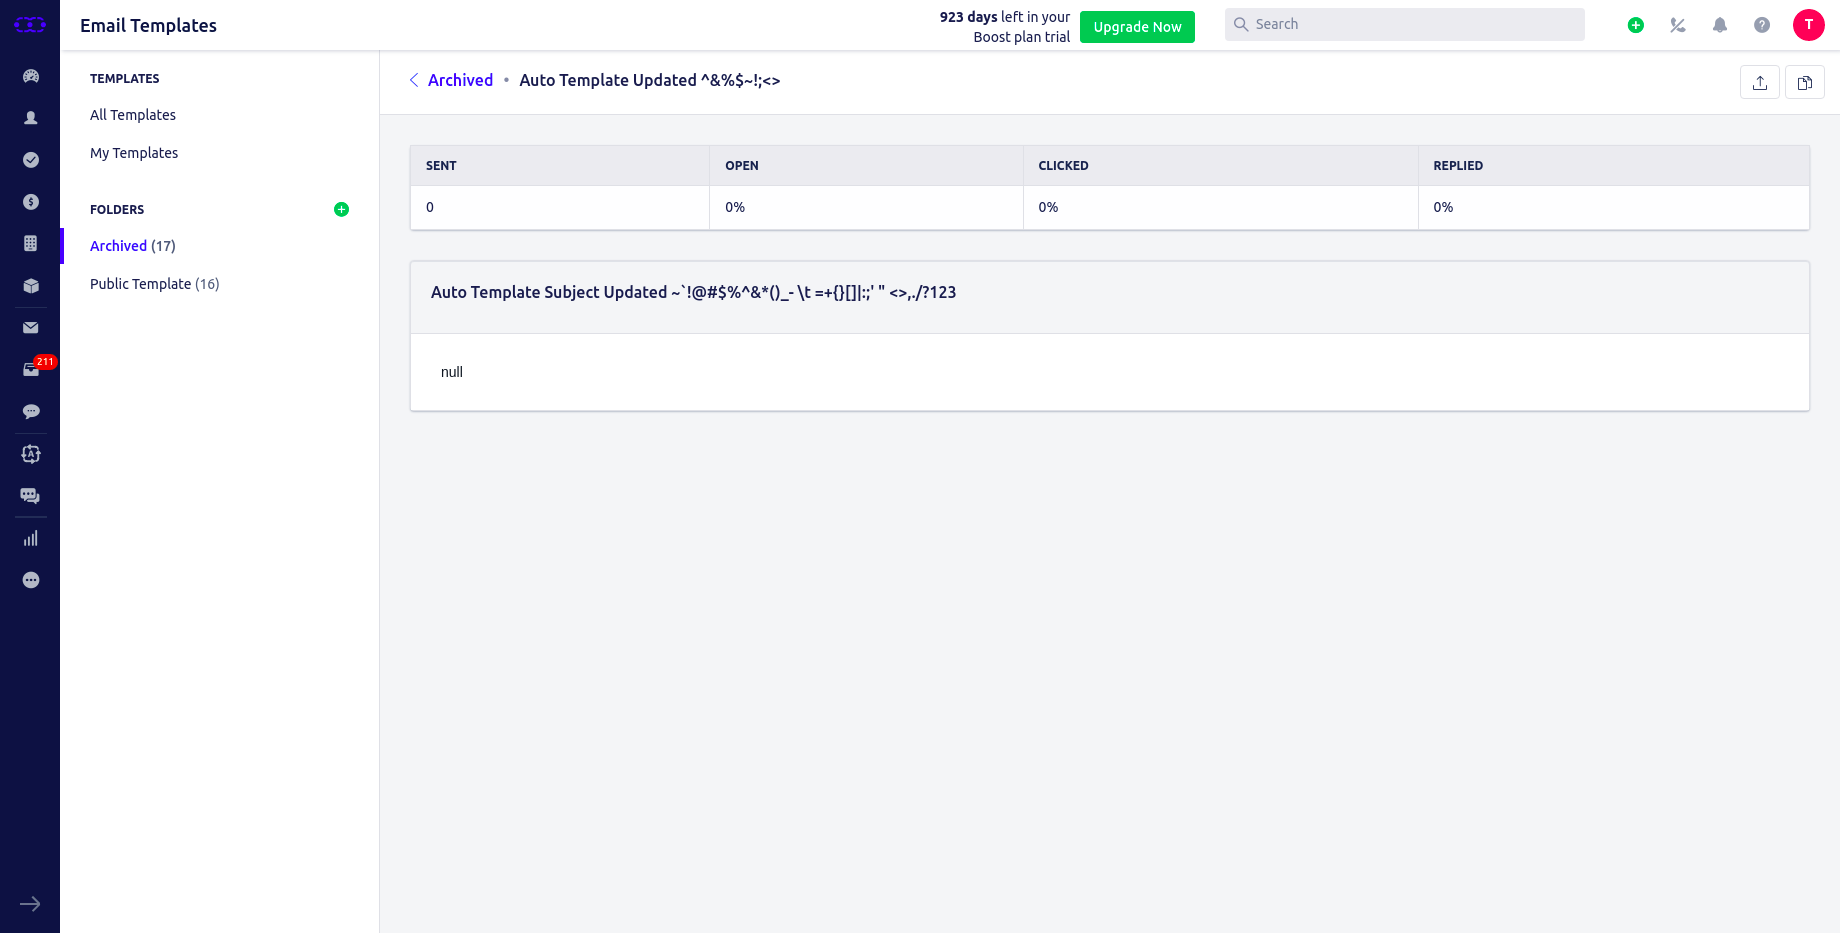 Email Templates
923 days left in your
Boost plan trial
Upgrade Now
Search
T
211
TEMPLATES
All Templates
My Templates
FOLDERS
Archived (17)
Public Template (16)
Archived • Auto Template Updated ^&%$~!;<>
SENT OPEN CLICKED REPLIED
0 0% 0% 0%
Auto Template Subject Updated ~`!@#$%^&*()_- \t =+{}[]|:;' " <>,./?123
null